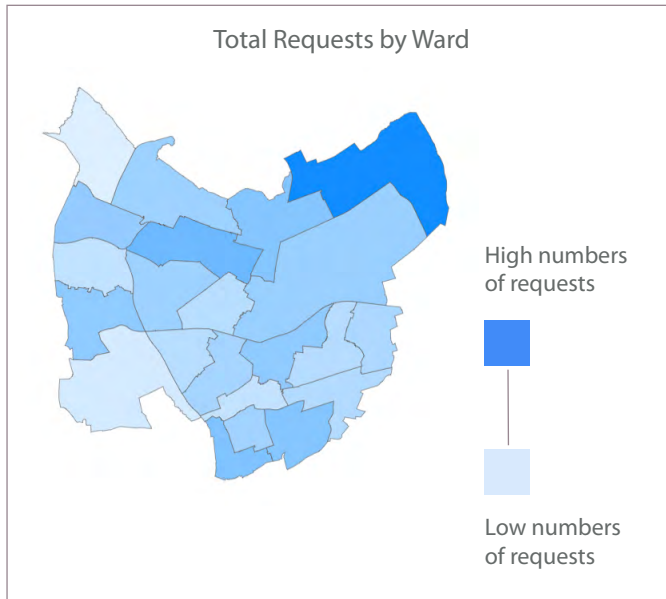 Total Requests by Ward
High numbers
of requests
Low numbers
of requests